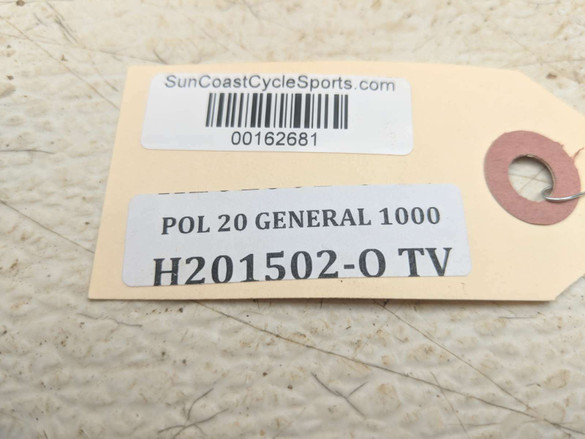 SunCoastCycleSports.com
00162681
POL 20 GENERAL 1000
H201502-O TV